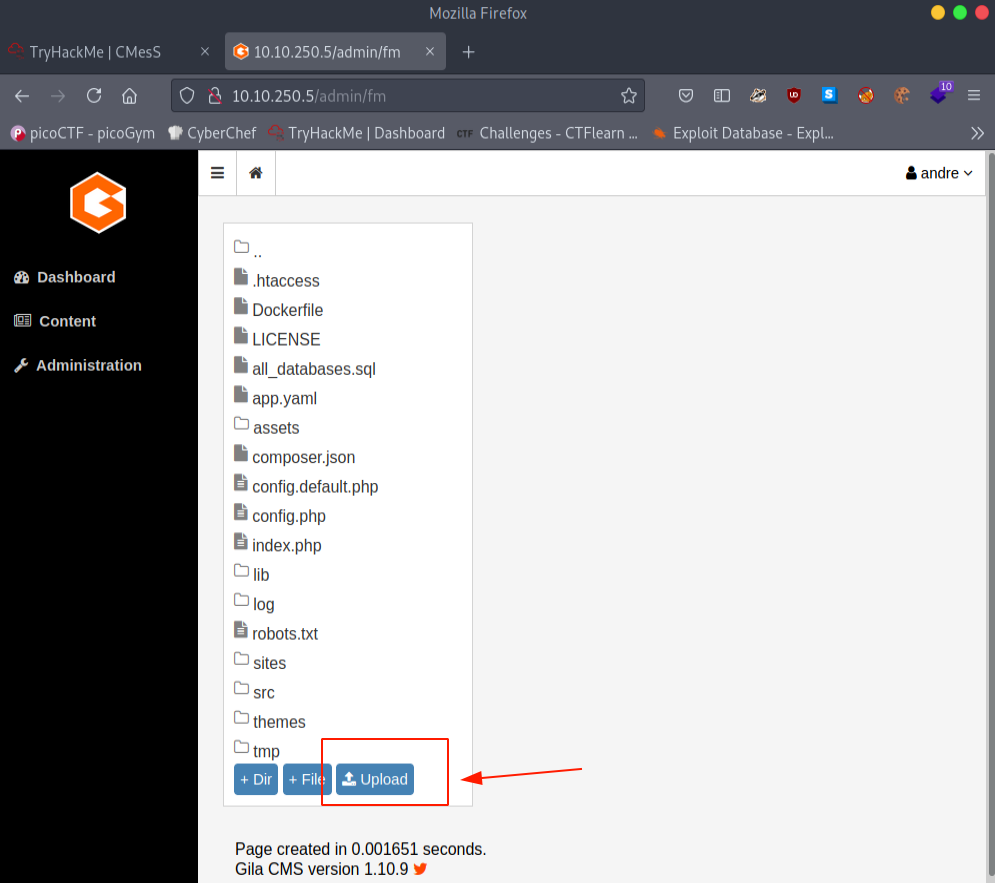 Mozilla Firefox
TryHackMe | CMesS
10.10.250.5/admin/fm
10.10.250.5/admin/fm
UD
S
10
picoCTF - picoGym
CyberChef
TryHackMe | Dashboard
CTF
Challenges - CTFlearn ...
Exploit Database - Expl...
andre
Dashboard
Content
Administration
..
.htaccess
Dockerfile
LICENSE
all_databases.sql
app.yaml
assets
composer.json
config.default.php
config.php
index.php
lib
log
robots.txt
sites
src
themes
tmp
+ Dir
+ File
Upload
Page created in 0.001651 seconds.
Gila CMS version 1.10.9